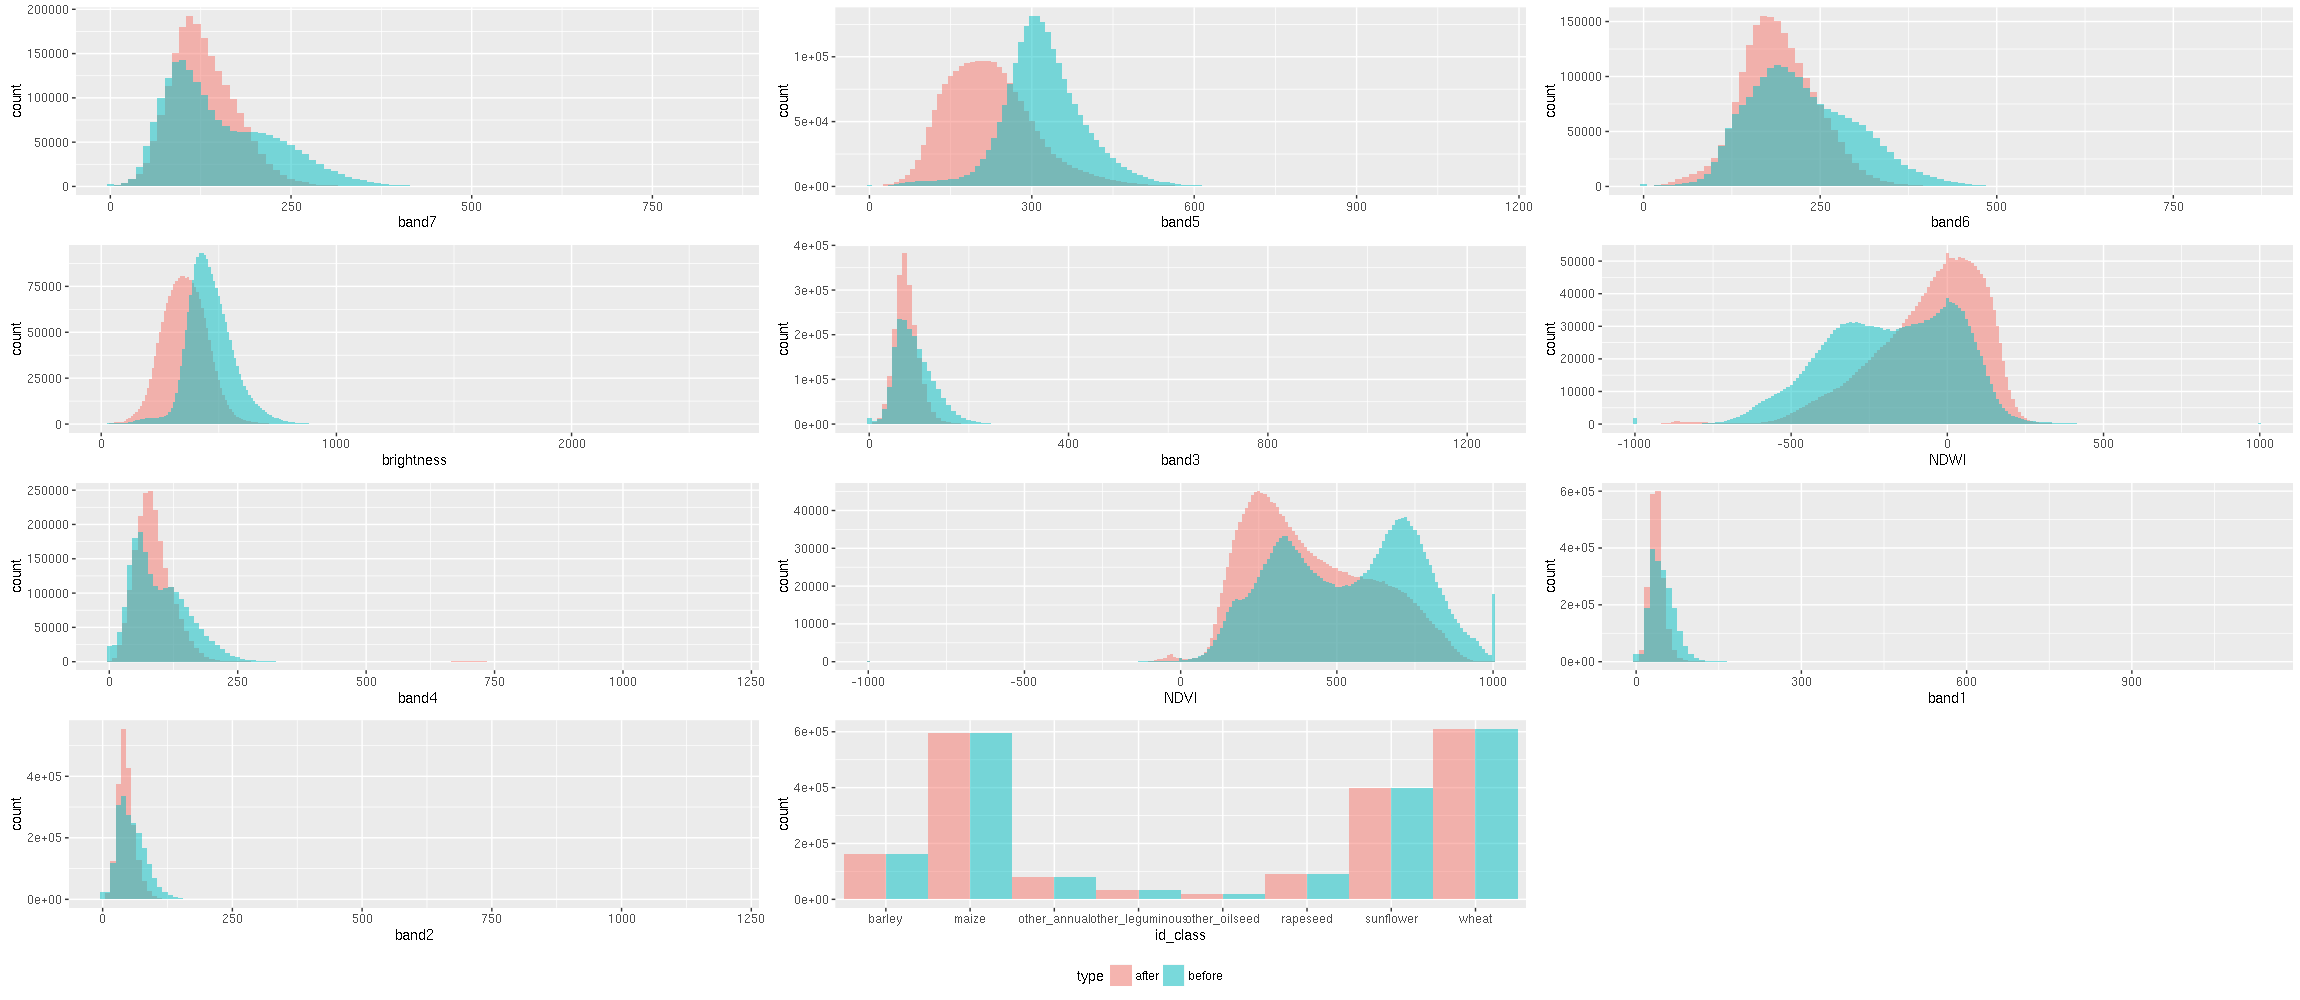 200000
150000
100000
50000
0
count
0 250 500 750
band7
1e+05
5e+04
0e+00
count
0 300 600 900 1200
band5
150000
100000
50000
0
count
0 250 500 750
band6
75000
50000
25000
0
count
0 1000 2000
brightness
4e+05
3e+05
2e+05
1e+05
0e+00
count
0 400 800 1200
band3
50000
40000
30000
20000
10000
0
count
-1000 -500 0 500 1000
NDWI
250000
200000
150000
100000
50000
0
count
0 250 500 750 1000 1250
band4
40000
30000
20000
10000
0
count
-1000 -500 0 500 1000
NDVI
6e+05
4e+05
2e+05
0e+00
count
0 300 600 900
band1
4e+05
2e+05
0e+00
count
0 250 500 750 1000 1250
band2
6e+05
4e+05
2e+05
0e+00
count
barley maize other_annual other_leguminous other_oilseed rapeseed sunflower wheat
id_class
type after before